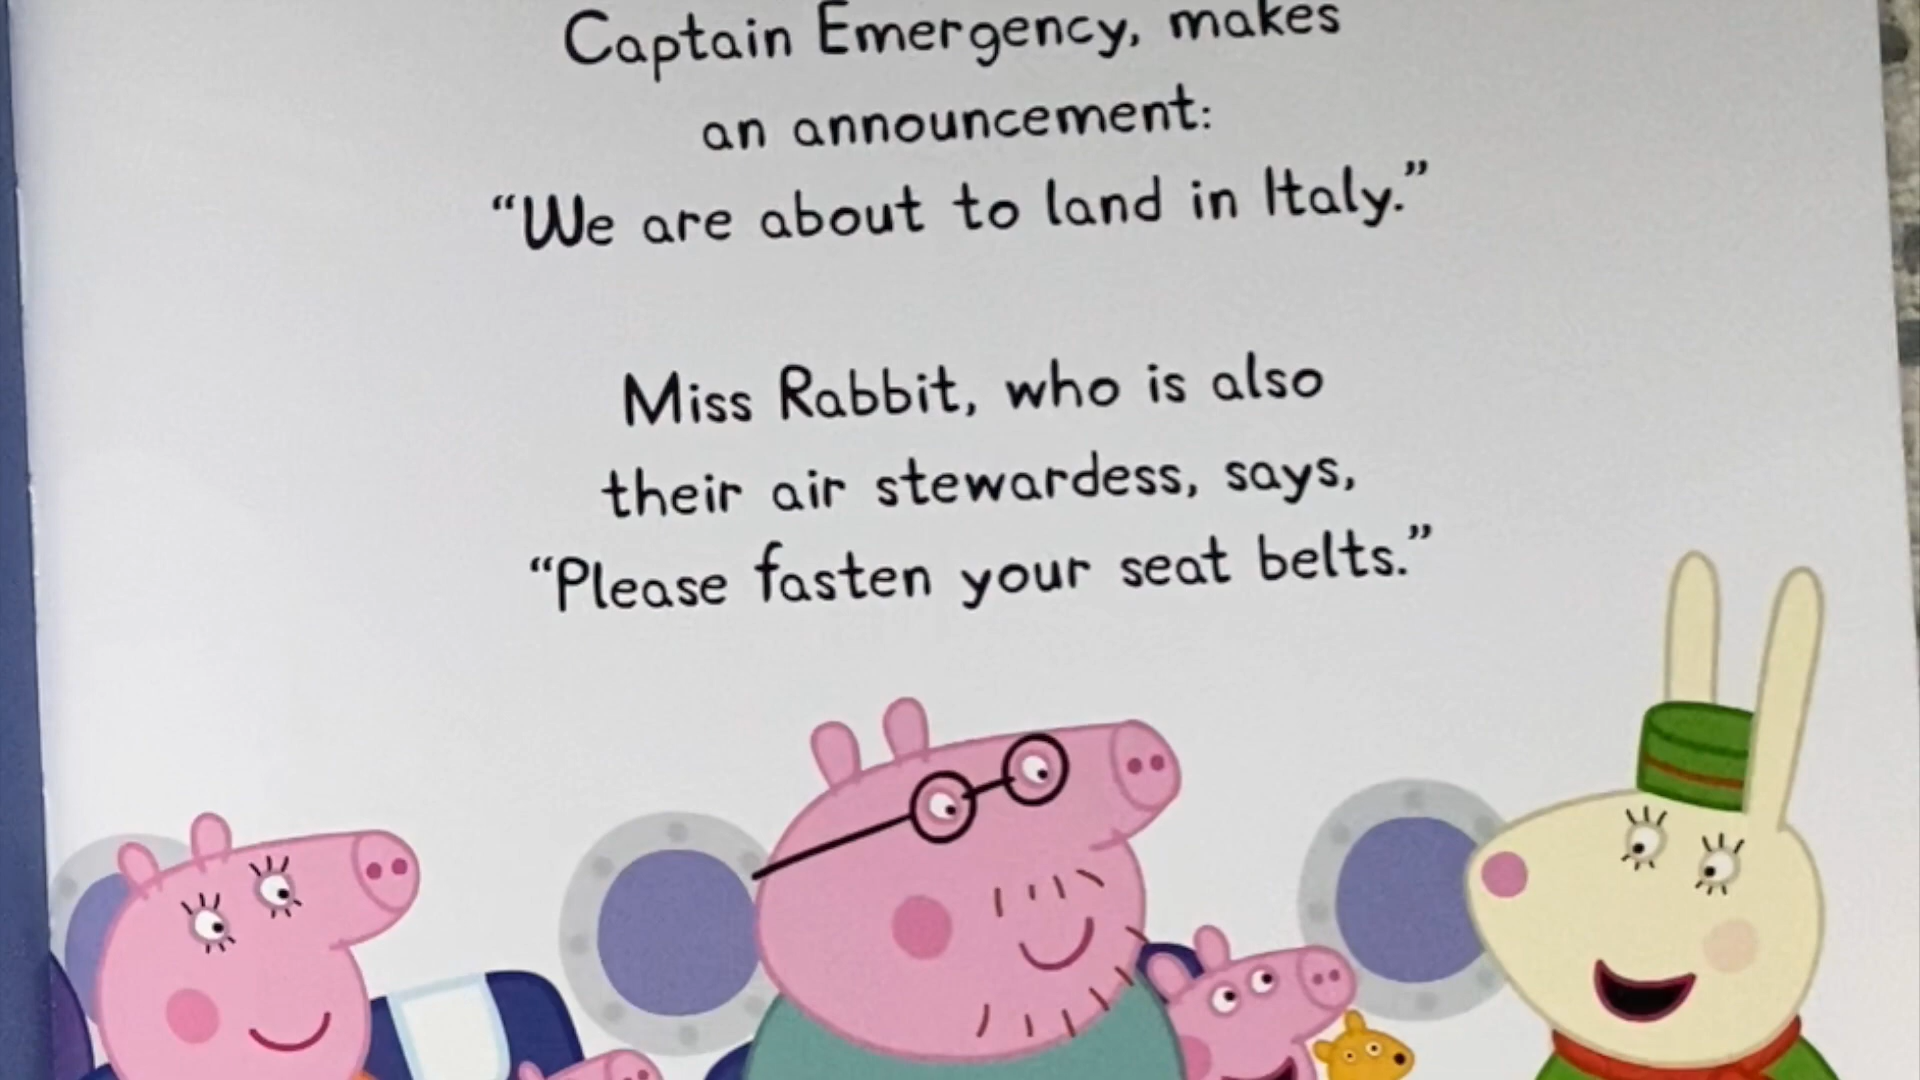 Captain Emergency, makes
an announcement:
“We are about to land in Italy.”
Miss Rabbit, who is also
their air stewardess, says,
“Please fasten your seat belts.”